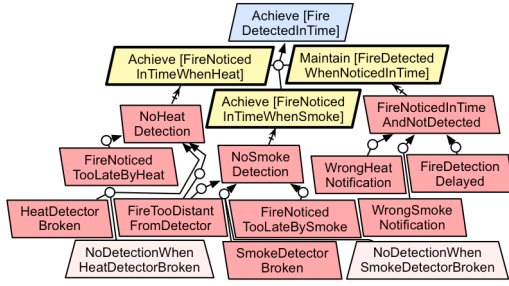 Achieve [Fire
DetectedInTime]
Achieve [FireNoticed
InTimeWhenHeat]
Maintain [FireDetected
WhenNoticedInTime]
Achieve [FireNoticed
InTimeWhenSmoke]
NoHeat
Detection
FireNoticedInTime
AndNotDetected
FireNoticed
TooLateByHeat
NoSmoke
Detection
WrongHeat
Notification
FireDetection
Delayed
HeatDetector
Broken
FireTooDistant
FromDetector
FireNoticed
TooLateBySmoke
WrongSmoke
Notification
NoDetectionWhen
HeatDetectorBroken
SmokeDetector
Broken
NoDetectionWhen
SmokeDetectorBroken